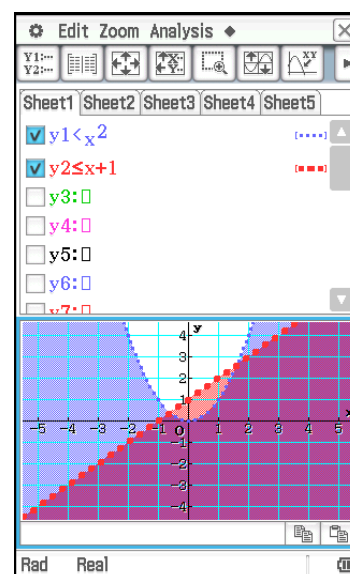 Edit Zoom Analysis ◆
Y1:··· Y2:···
XY
Sheet1 Sheet2 Sheet3 Sheet4 Sheet5
y1<x²
y2≤x+1
y3:▯
y4:▯
y5:▯
y6:▯
y7:▯
y
x
4
3
2
1
-5 -4 -3 -2 -1 0 1 2 3 4 5
-1
-2
-3
-4
Rad Real